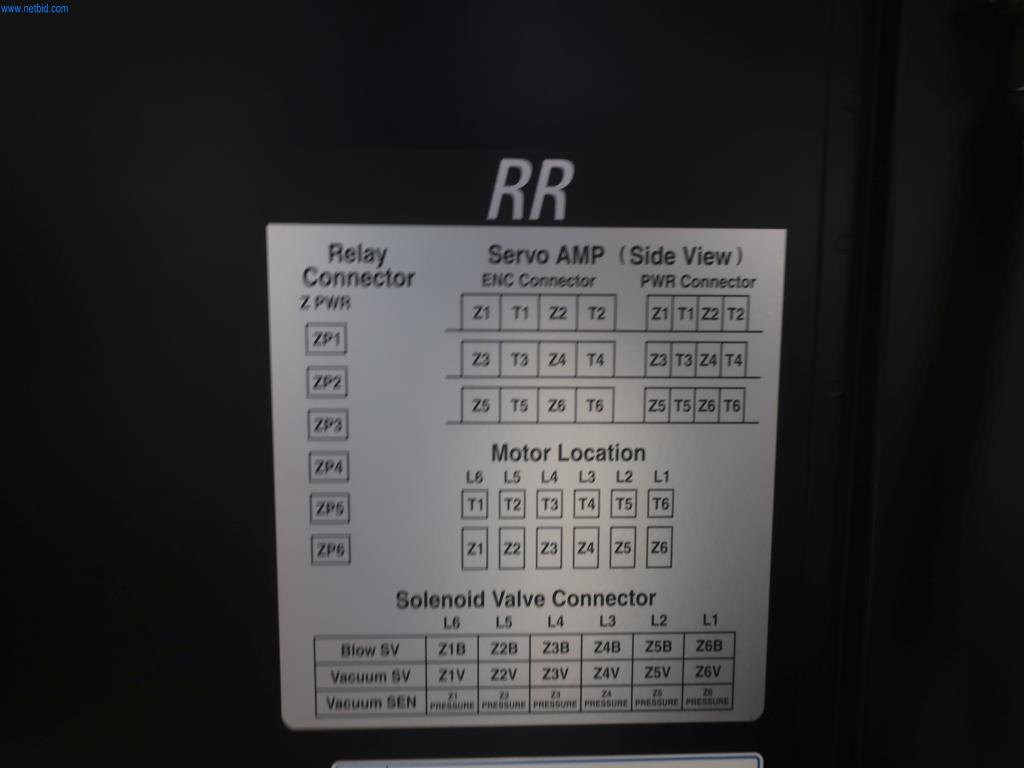 www.netbid.com
RR
Relay Connector
Z PWR
ZP1
ZP2
ZP3
ZP4
ZP5
ZP6
Servo AMP (Side View)
ENC Connector PWR Connector
Z1 T1 Z2 T2 Z1 T1 Z2 T2
Z3 T3 Z4 T4 Z3 T3 Z4 T4
Z5 T5 Z6 T6 Z5 T5 Z6 T6
Motor Location
L6 L5 L4 L3 L2 L1
T1 T2 T3 T4 T5 T6
Z1 Z2 Z3 Z4 Z5 Z6
Solenoid Valve Connector
L6 L5 L4 L3 L2 L1
Blow SV Z1B Z2B Z3B Z4B Z5B Z6B
Vacuum SV Z1V Z2V Z3V Z4V Z5V Z6V
Vacuum SEN Z1 PRESSURE Z2 PRESSURE Z3 PRESSURE Z4 PRESSURE Z5 PRESSURE Z6 PRESSURE